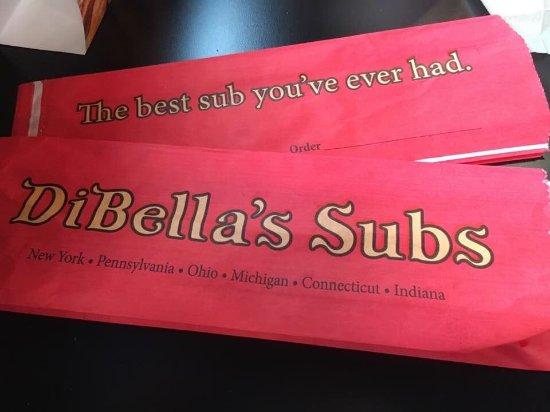 The best sub you've ever had.
Order
DiBella's Subs
New York • Pennsylvania • Ohio • Michigan • Connecticut • Indiana